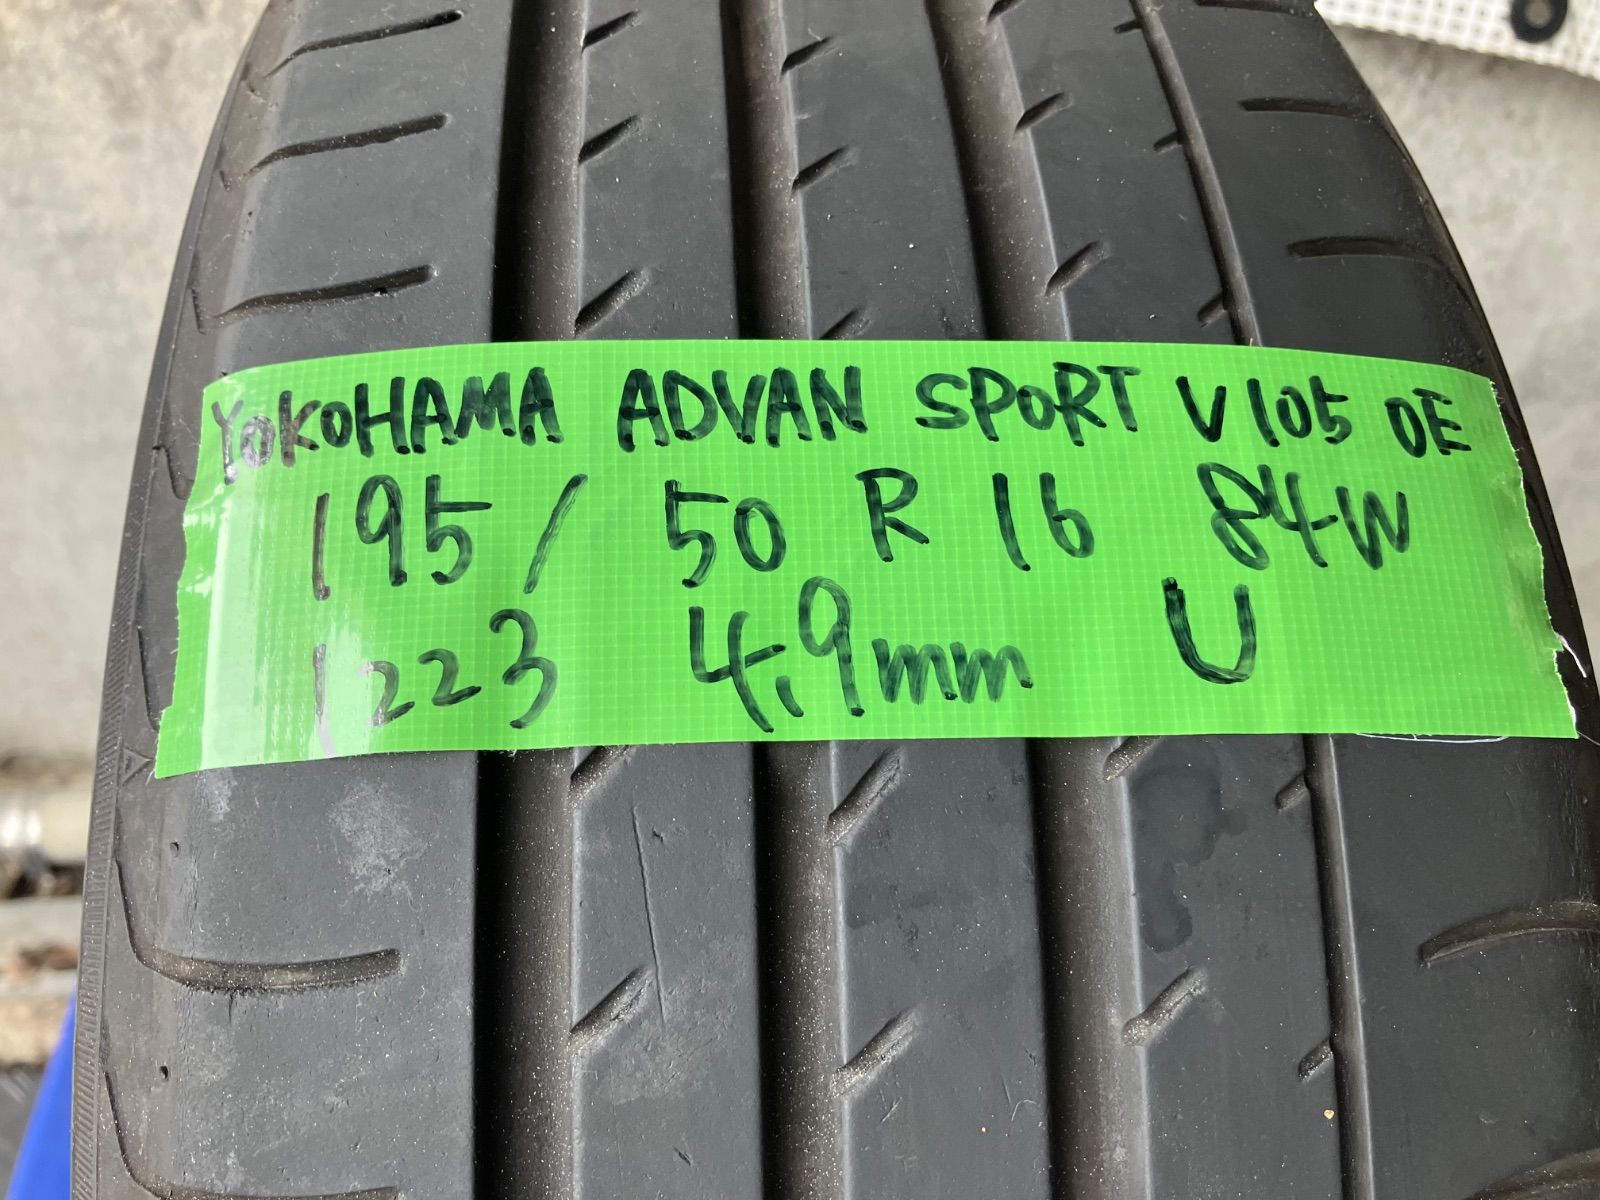 YOKOHAMA ADVAN SPORT V105 OE
195/50 R 16 84W
1223 4.9mm U